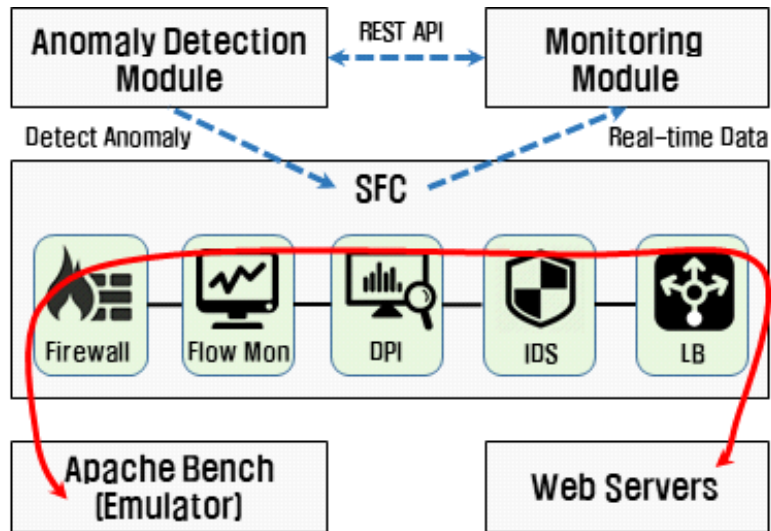 Anomaly Detection
Module
REST API
Monitoring
Module
Detect Anomaly
Real-time Data
SFC
Firewall
Flow Mon
DPI
IDS
LB
Apache Bench
(Emulator)
Web Servers